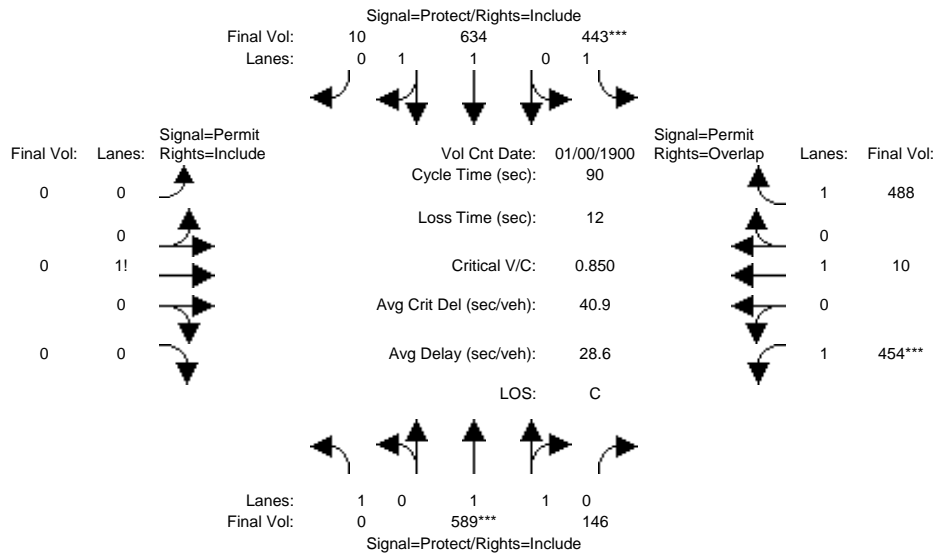 Signal=Protect/Rights=Include
Final Vol: 10 634 443***
Lanes: 0 1 1 0 1
Signal=Permit
Final Vol: Lanes: Rights=Include
Vol Cnt Date: 01/00/1900
Signal=Permit
Rights=Overlap Lanes: Final Vol:
Cycle Time (sec): 90
0 0
1 488
Loss Time (sec): 12
0
0
0 1!
Critical V/C: 0.850
1 10
0
Avg Crit Del (sec/veh): 40.9
0
0 0
Avg Delay (sec/veh): 28.6
1 454***
LOS: C
Lanes: 1 0 1 1 0
Final Vol: 0 589*** 146
Signal=Protect/Rights=Include